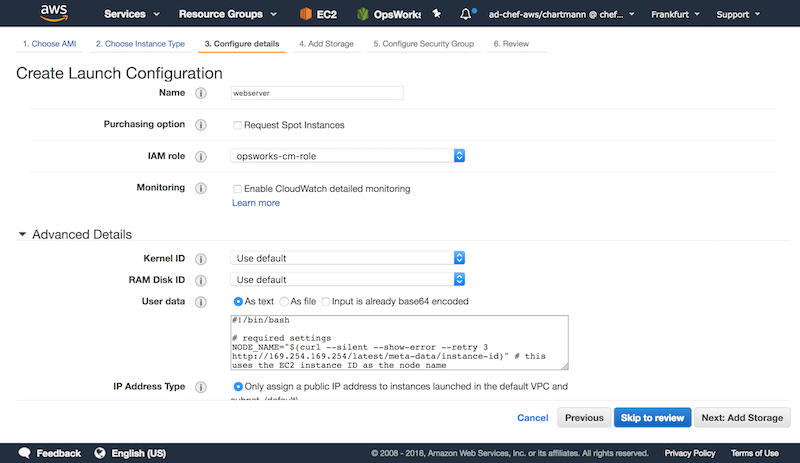 aws Services Resource Groups EC2 OpsWorks ad-chef-aws/chartmann @ chef... Frankfurt Support
1. Choose AMI 2. Choose Instance Type 3. Configure details 4. Add Storage 5. Configure Security Group 6. Review
Create Launch Configuration
Name i webserver
Purchasing option i Request Spot Instances
IAM role i opsworks-cm-role
Monitoring i Enable CloudWatch detailed monitoring
Learn more
Advanced Details
Kernel ID i Use default
RAM Disk ID i Use default
User data i As text As file Input is already base64 encoded
#!/bin/bash
# required settings
NODE_NAME="$(curl --silent --show-error --retry 3
http://169.254.169.254/latest/meta-data/instance-id)" # this
uses the EC2 instance ID as the node name
IP Address Type i Only assign a public IP address to instances launched in the default VPC and
subnet. (default)
Cancel Previous Skip to review Next: Add Storage
Feedback English (US) © 2008 - 2018, Amazon Web Services, Inc. or its affiliates. All rights reserved. Privacy Policy Terms of Use